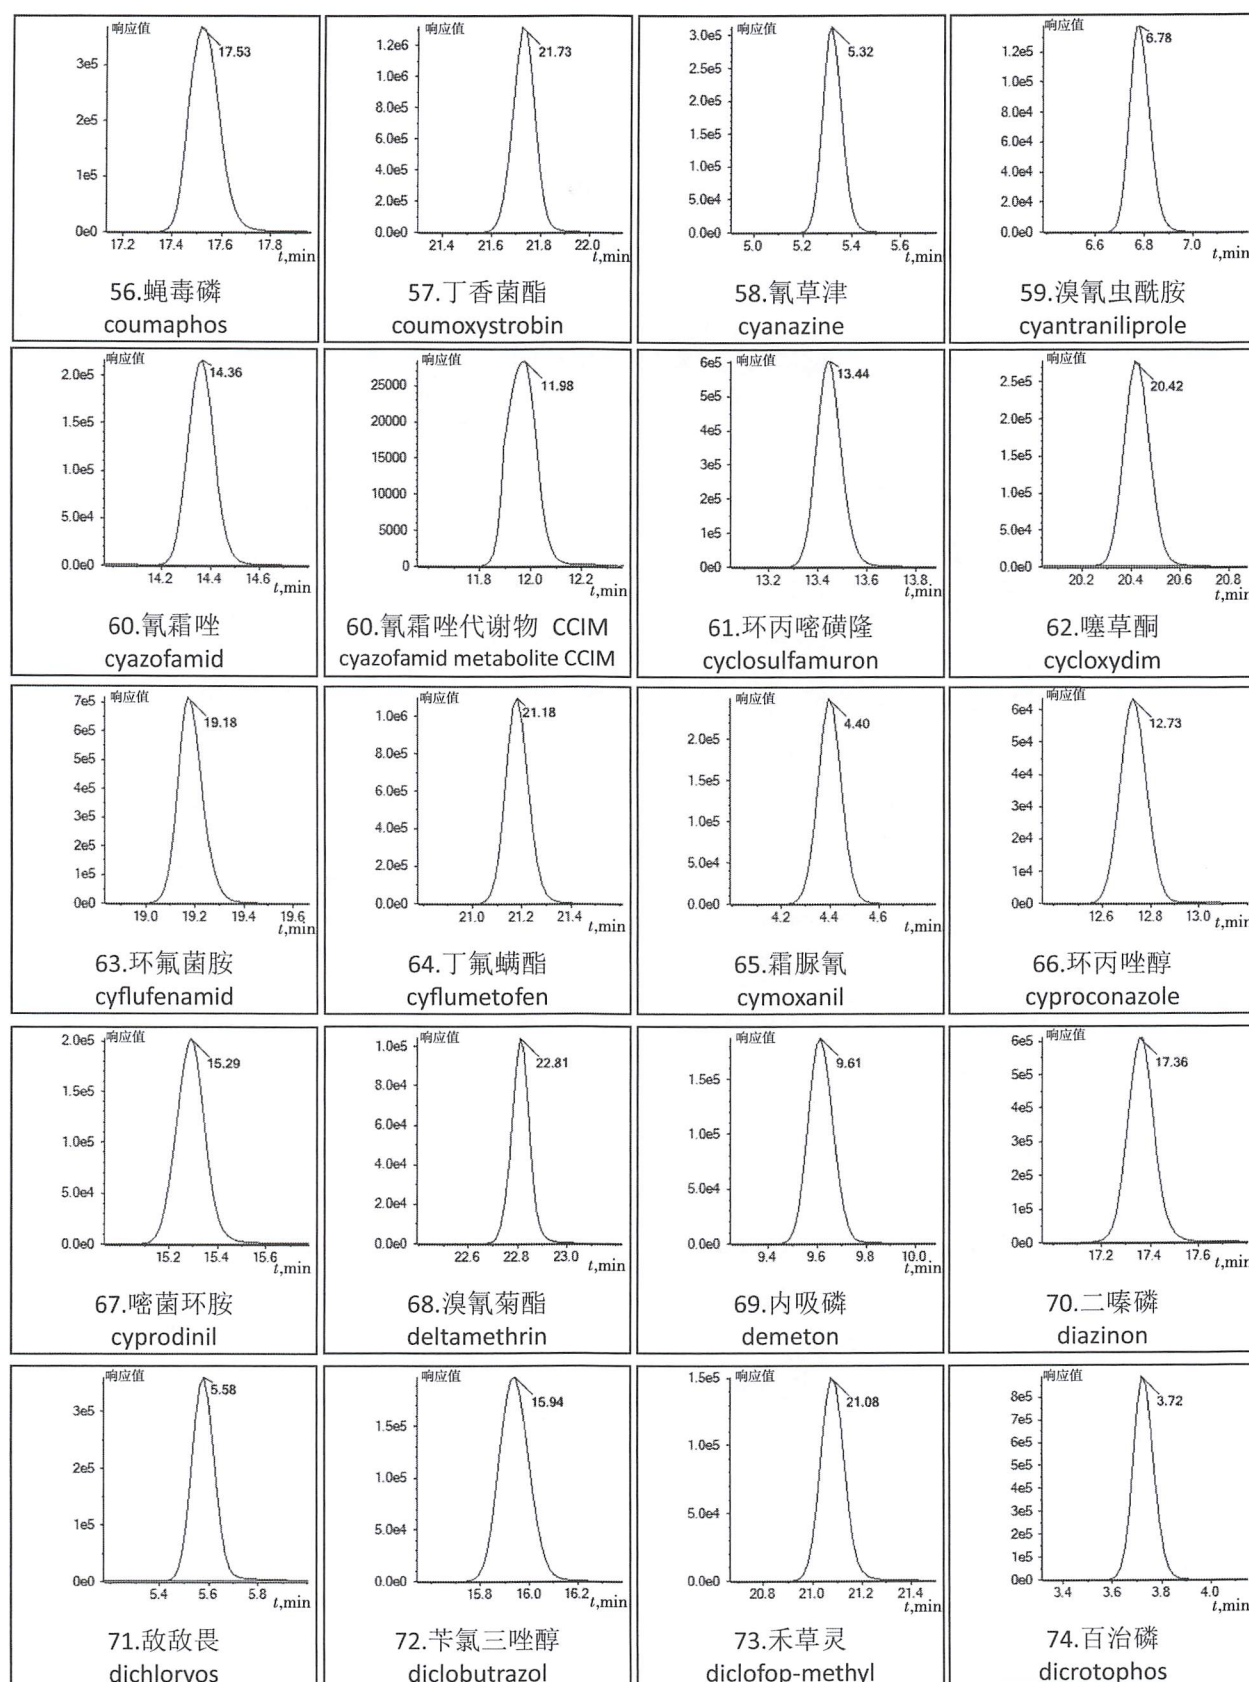 响应值
17.53
3e5
2e5
1e5
0e0
17.2 17.4 17.6 17.8
t,min
56.蝇毒磷
coumaphos
响应值
21.73
1.2e6
1.0e6
8.0e5
6.0e5
4.0e5
2.0e5
0.0e0
21.4 21.6 21.8 22.0
t,min
57.丁香菌酯
coumoxystrobin
响应值
5.32
3.0e5
2.5e5
2.0e5
1.5e5
1.0e5
5.0e4
0.0e0
5.0 5.2 5.4 5.6
t,min
58.氰草津
cyanazine
响应值
6.78
1.2e5
1.0e5
8.0e4
6.0e4
4.0e4
2.0e4
0.0e0
6.6 6.8 7.0
t,min
59.溴氰虫酰胺
cyantraniliprole
响应值
14.36
2.0e5
1.5e5
1.0e5
5.0e4
0.0e0
14.2 14.4 14.6
t,min
60.氰霜唑
cyazofamid
响应值
11.98
25000
20000
15000
10000
5000
0
11.8 12.0 12.2
t,min
60.氰霜唑代谢物 CCIM
cyazofamid metabolite CCIM
响应值
13.44
6e5
5e5
4e5
3e5
2e5
1e5
0e0
13.2 13.4 13.6 13.8
t,min
61.环丙嘧磺隆
cyclosulfamuron
响应值
20.42
2.5e5
2.0e5
1.5e5
1.0e5
5.0e4
0.0e0
20.2 20.4 20.6 20.8
t,min
62.噻草酮
cycloxydim
响应值
19.18
7e5
6e5
5e5
4e5
3e5
2e5
1e5
0e0
19.0 19.2 19.4 19.6
t,min
63.环氟菌胺
cyflufenamid
响应值
21.18
1.0e6
8.0e5
6.0e5
4.0e5
2.0e5
0.0e0
21.0 21.2 21.4
t,min
64.丁氟螨酯
cyflumetofen
响应值
4.40
2.0e5
1.5e5
1.0e5
5.0e4
0.0e0
4.2 4.4 4.6
t,min
65.霜脲氰
cymoxanil
响应值
12.73
6e4
5e4
4e4
3e4
2e4
1e4
0e0
12.6 12.8 13.0
t,min
66.环丙唑醇
cyproconazole
响应值
15.29
2.0e5
1.5e5
1.0e5
5.0e4
0.0e0
15.2 15.4 15.6
t,min
67.嘧菌环胺
cyprodinil
响应值
22.81
1.0e5
8.0e4
6.0e4
4.0e4
2.0e4
0.0e0
22.6 22.8 23.0
t,min
68.溴氰菊酯
deltamethrin
响应值
9.61
1.5e5
1.0e5
5.0e4
0.0e0
9.4 9.6 9.8 10.0
t,min
69.内吸磷
demeton
响应值
17.36
6e5
5e5
4e5
3e5
2e5
1e5
0e0
17.2 17.4 17.6
t,min
70.二嗪磷
diazinon
响应值
5.58
3e5
2e5
1e5
0e0
5.4 5.6 5.8
t,min
71.敌敌畏
dichlorvos
响应值
15.94
1.5e5
1.0e5
5.0e4
0.0e0
15.8 16.0 16.2
t,min
72.苄氯三唑醇
diclobutrazol
响应值
21.08
1.5e5
1.0e5
5.0e4
0.0e0
20.8 21.0 21.2 21.4
t,min
73.禾草灵
diclofop-methyl
响应值
3.72
8e5
7e5
6e5
5e5
4e5
3e5
2e5
1e5
0e0
3.4 3.6 3.8 4.0
t,min
74.百治磷
dicrotophos